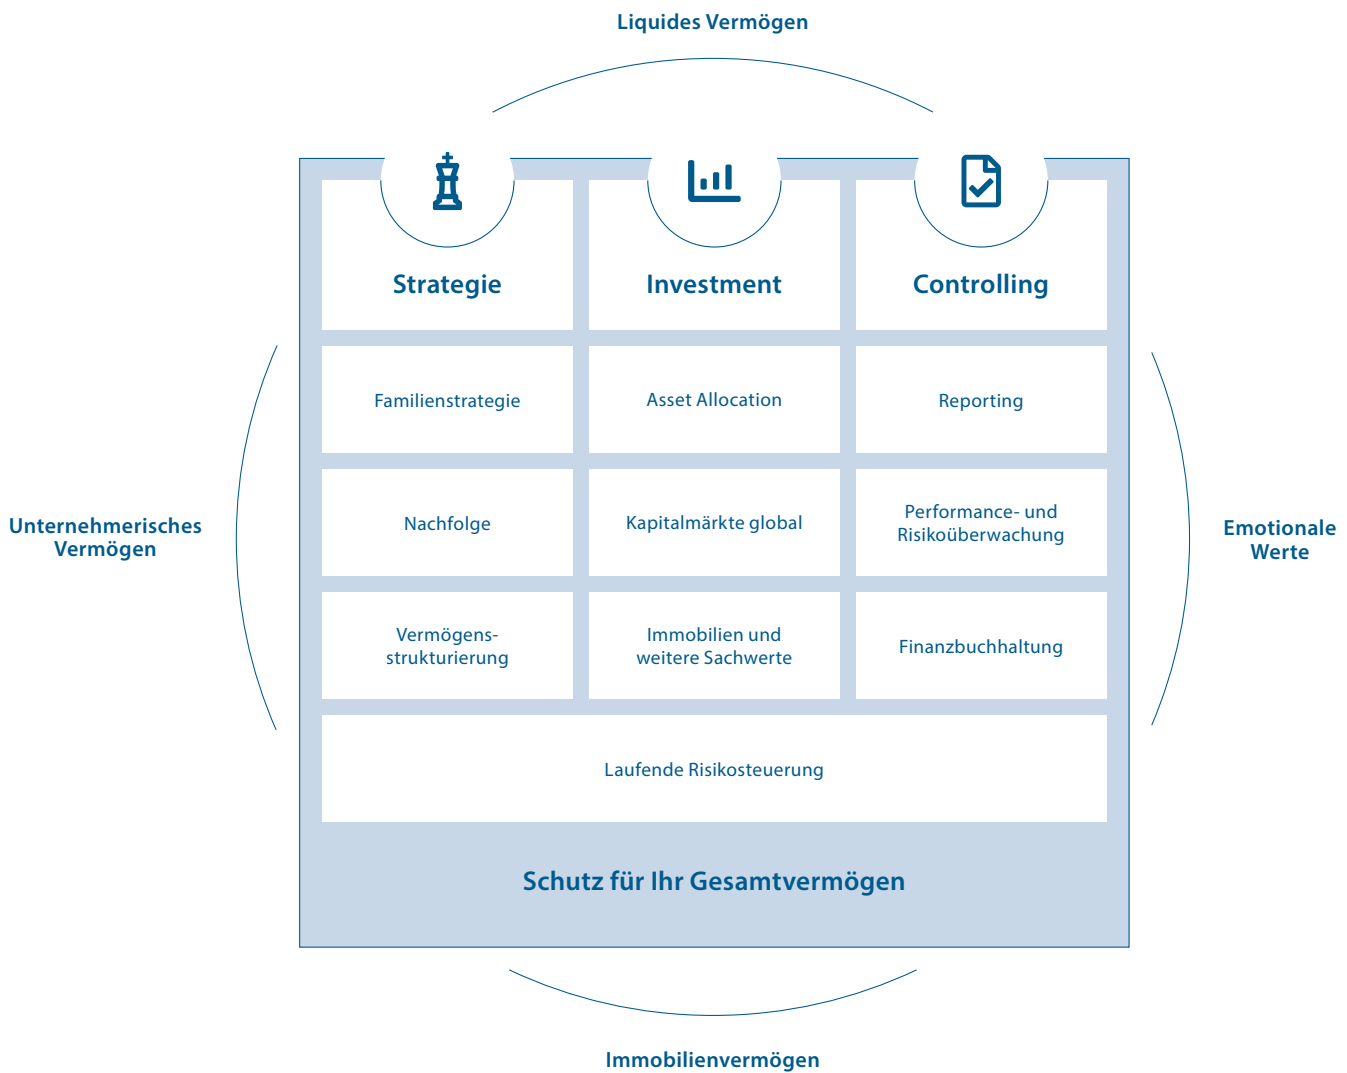 Liquides Vermögen
Strategie
Investment
Controlling
Familienstrategie
Asset Allocation
Reporting
Unternehmerisches
Vermögen
Nachfolge
Kapitalmärkte global
Performance- und
Risikoüberwachung
Emotionale
Werte
Vermögens-
strukturierung
Immobilien und
weitere Sachwerte
Finanzbuchhaltung
Laufende Risikosteuerung
Schutz für Ihr Gesamtvermögen
Immobilienvermögen